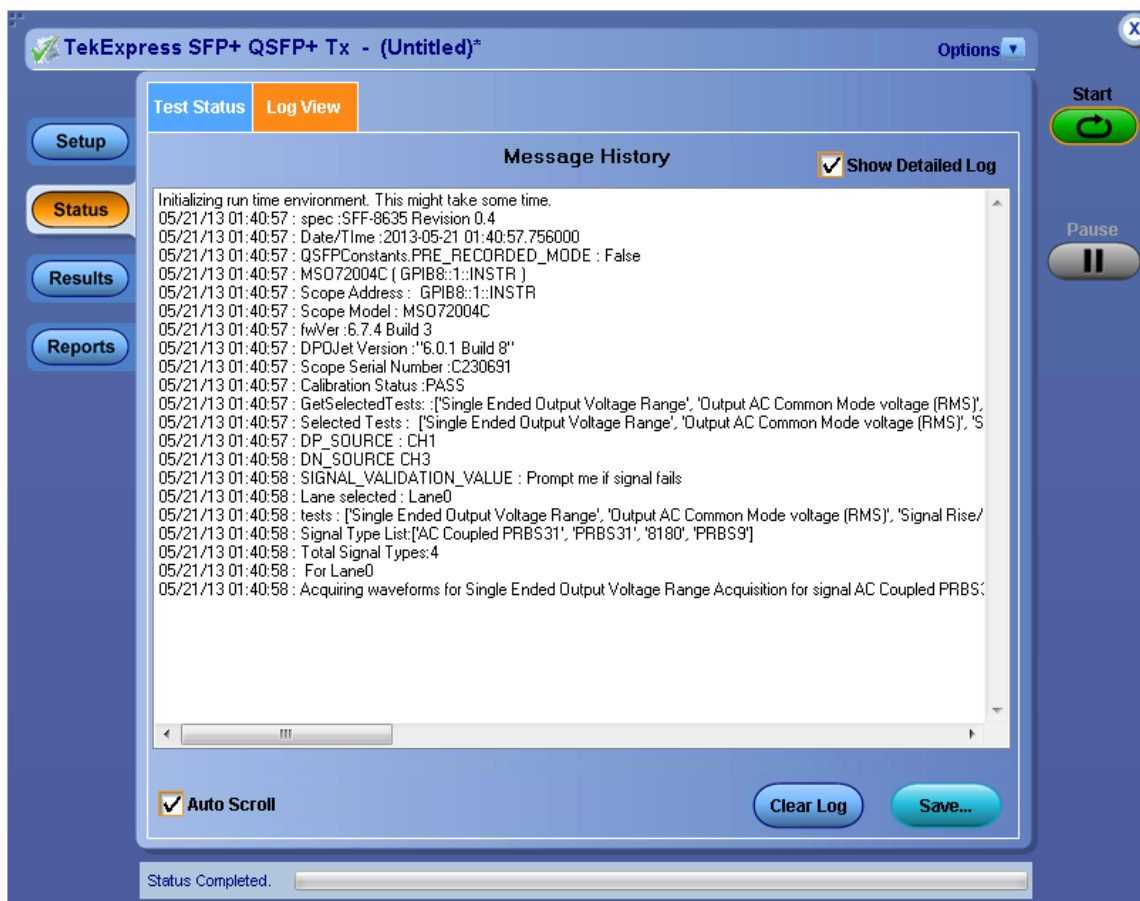 TekExpress SFP+ QSFP+ Tx - (Untitled)*
Options
X
Test Status
Log View
Start
Setup
Message History
Show Detailed Log
Status
Pause
Results
Reports
Initializing run time environment. This might take some time.
05/21/13 01:40:57 : spec :SFF-8635 Revision 0.4
05/21/13 01:40:57 : Date/TIme :2013-05-21 01:40:57.756000
05/21/13 01:40:57 : QSFPConstants.PRE_RECORDED_MODE : False
05/21/13 01:40:57 : MSO72004C ( GPIB8::1::INSTR )
05/21/13 01:40:57 : Scope Address : GPIB8::1::INSTR
05/21/13 01:40:57 : Scope Model : MSO72004C
05/21/13 01:40:57 : fwVer :6.7.4 Build 3
05/21/13 01:40:57 : DPOJet Version :"6.0.1 Build 8"
05/21/13 01:40:57 : Scope Serial Number :C230691
05/21/13 01:40:57 : Calibration Status :PASS
05/21/13 01:40:57 : GetSelectedTests: :['Single Ended Output Voltage Range', 'Output AC Common Mode voltage (RMS)',
05/21/13 01:40:57 : Selected Tests : ['Single Ended Output Voltage Range', 'Output AC Common Mode voltage (RMS)', 'S
05/21/13 01:40:57 : DP_SOURCE : CH1
05/21/13 01:40:58 : DN_SOURCE CH3
05/21/13 01:40:58 : SIGNAL_VALIDATION_VALUE : Prompt me if signal fails
05/21/13 01:40:58 : Lane selected : Lane0
05/21/13 01:40:58 : tests : ['Single Ended Output Voltage Range', 'Output AC Common Mode voltage (RMS)', 'Signal Rise/
05/21/13 01:40:58 : Signal Type List:['AC Coupled PRBS31', 'PRBS31', '8180', 'PRBS9']
05/21/13 01:40:58 : Total Signal Types:4
05/21/13 01:40:58 : For Lane0
05/21/13 01:40:58 : Acquiring waveforms for Single Ended Output Voltage Range Acquisition for signal AC Coupled PRBS3
Auto Scroll
Clear Log
Save...
Status Completed.